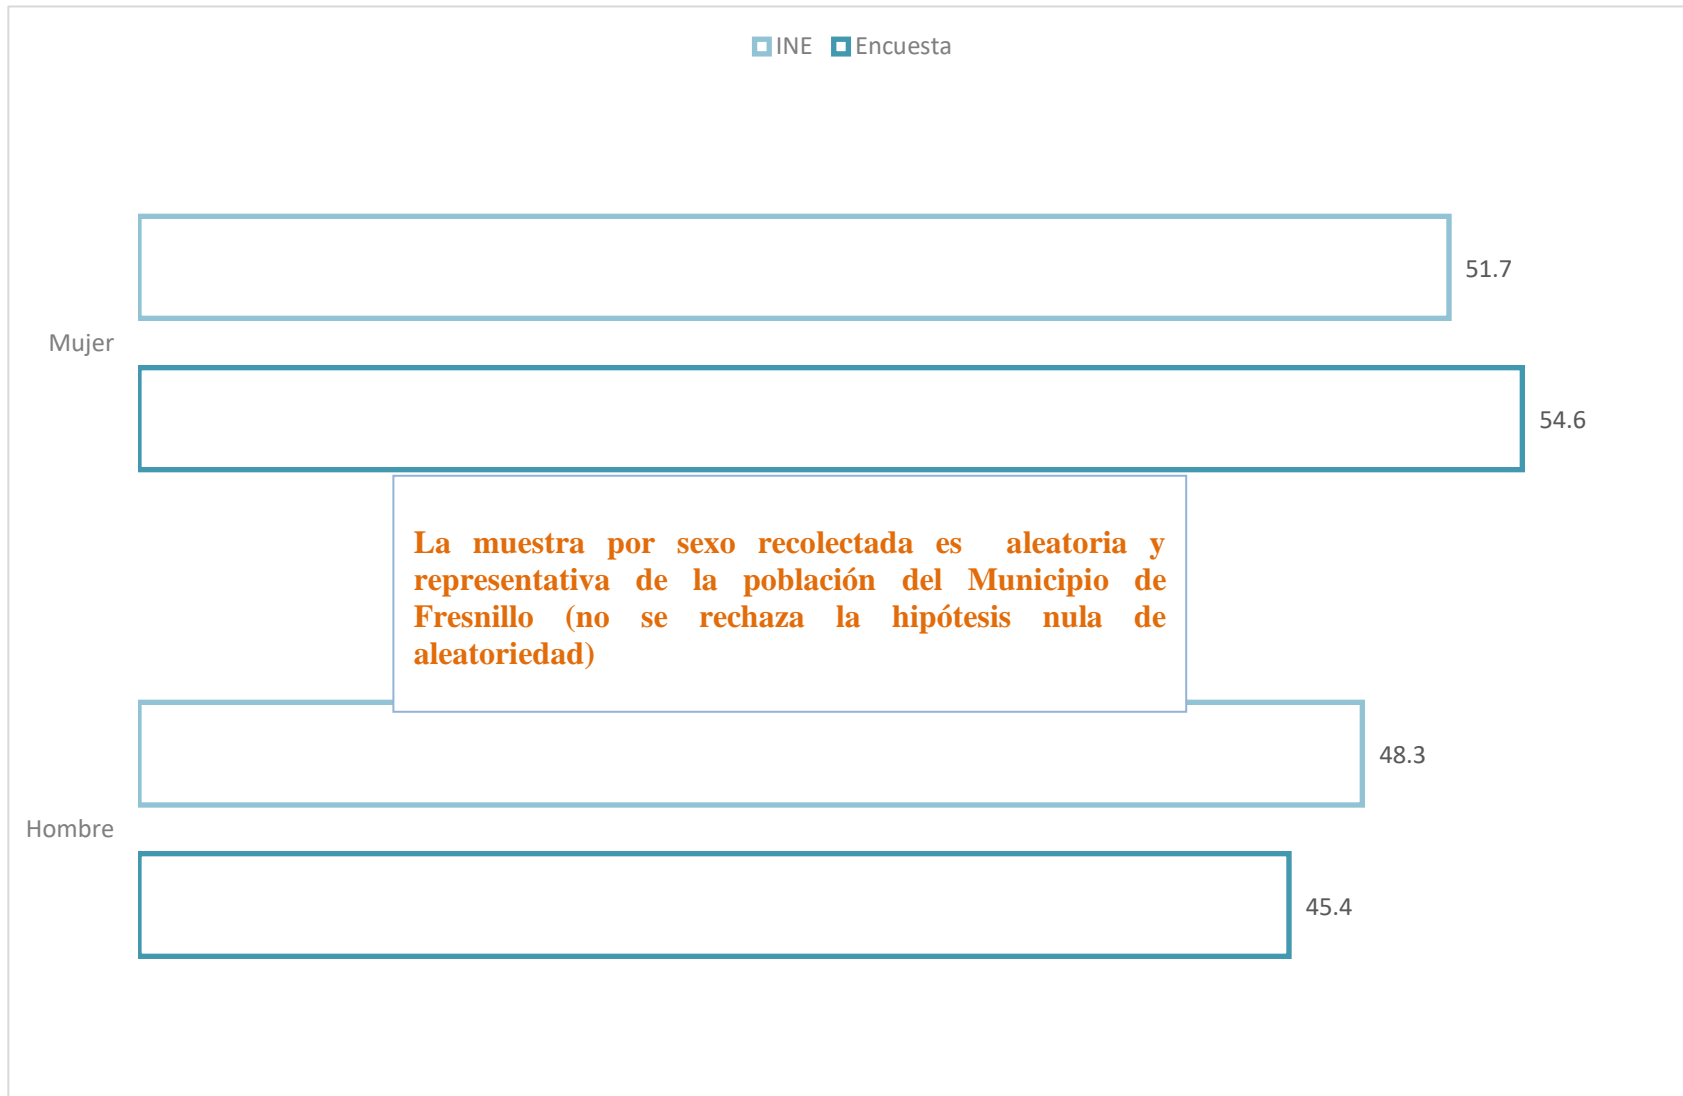 INE Encuesta
51.7
Mujer
54.6
La muestra por sexo recolectada es aleatoria y
representativa de la población del Municipio de
Fresnillo (no se rechaza la hipótesis nula de
aleatoriedad)
48.3
Hombre
45.4